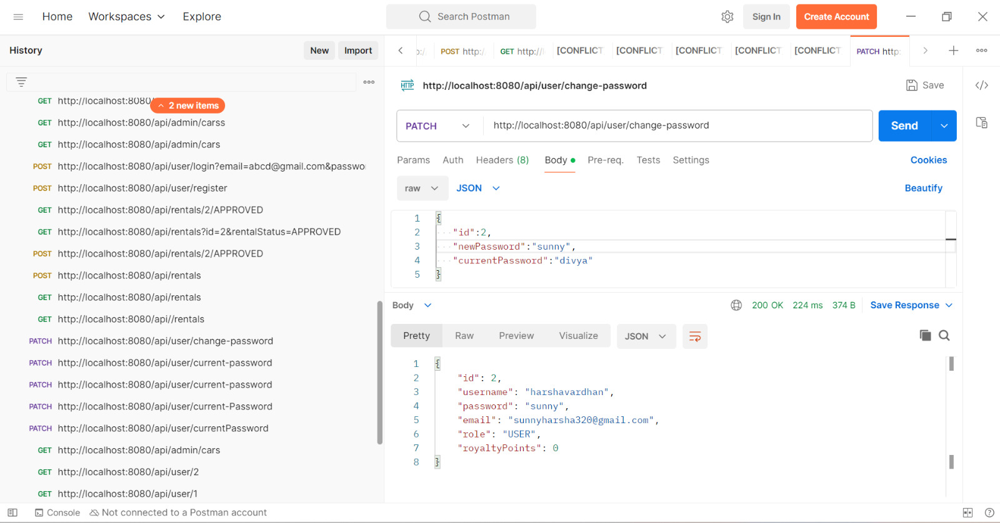 Home Workspaces Explore Search Postman Sign In Create Account
History New Import
POST http:/ GET http://l [CONFLICT [CONFLICT [CONFLICT [CONFLICT [CONFLICT PATCH http:
HTTP http://localhost:8080/api/user/change-password Save
PATCH http://localhost:8080/api/user/change-password Send
Params Auth Headers (8) Body Pre-req. Tests Settings Cookies
raw JSON Beautify
1 {
2 "id":2,
3 "newPassword":"sunny",
4 "currentPassword":"divya"
5 }
Body 200 OK 224 ms 374 B Save Response
Pretty Raw Preview Visualize JSON
1 {
2 "id": 2,
3 "username": "harshavardhan",
4 "password": "sunny",
5 "email": "sunnyharsha320@gmail.com",
6 "role": "USER",
7 "royaltyPoints": 0
8 }
GET http://localhost:8080/
2 new items
GET http://localhost:8080/api/admin/carss
GET http://localhost:8080/api/admin/cars
POST http://localhost:8080/api/user/login?email=abcd@gmail.com&passwo
POST http://localhost:8080/api/user/register
GET http://localhost:8080/api/rentals/2/APPROVED
GET http://localhost:8080/api/rentals?id=2&rentalStatus=APPROVED
POST http://localhost:8080/api/rentals/2/APPROVED
POST http://localhost:8080/api/rentals
GET http://localhost:8080/api/rentals
GET http://localhost:8080/api//rentals
PATCH http://localhost:8080/api/user/change-password
PATCH http://localhost:8080/api/user/current-password
PATCH http://localhost:8080/api/user/current-password
PATCH http://localhost:8080/api/user/current-Password
PATCH http://localhost:8080/api/user/currentPassword
GET http://localhost:8080/api/admin/cars
GET http://localhost:8080/api/user/2
GET http://localhost:8080/api/user/1
Console Not connected to a Postman account